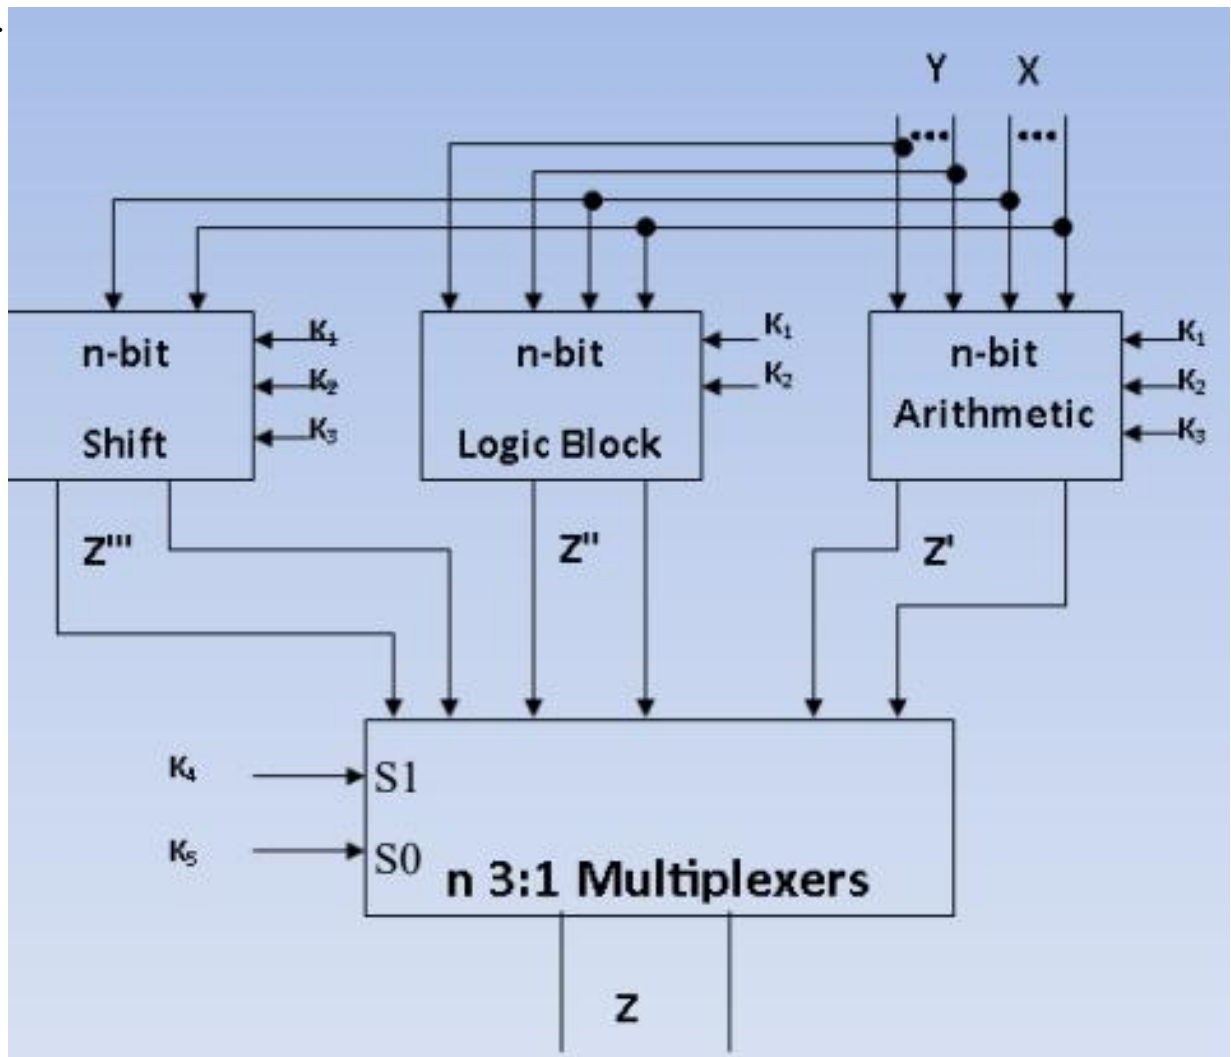 Y X
n-bit
Shift
K₁
K₂
K₃
n-bit
Logic Block
K₁
K₂
n-bit
Arithmetic
K₁
K₂
K₃
Z'''
Z''
Z'
K₄
S1
K₅
S0
n 3:1 Multiplexers
Z